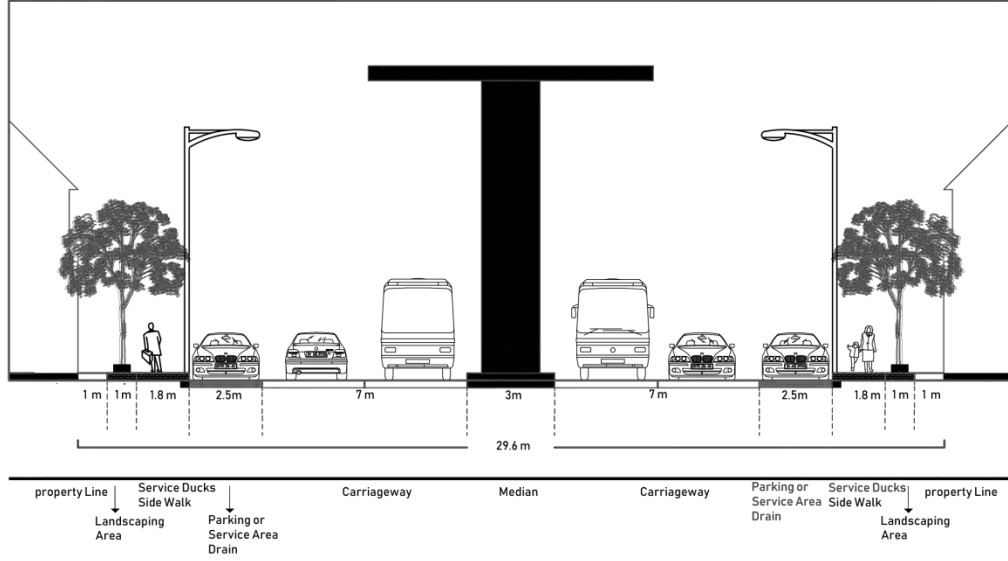 1 m 1m 1.8 m 2.5m 7 m 3m 7 m 2.5m 1.8 m 1m 1 m
29.6 m
property Line
Landscaping
Area
Service Ducks
Side Walk
Parking or
Service Area
Drain
Carriageway
Median
Carriageway
Parking or
Service Area
Drain
Service Ducks
Side Walk
Landscaping
Area
property Line